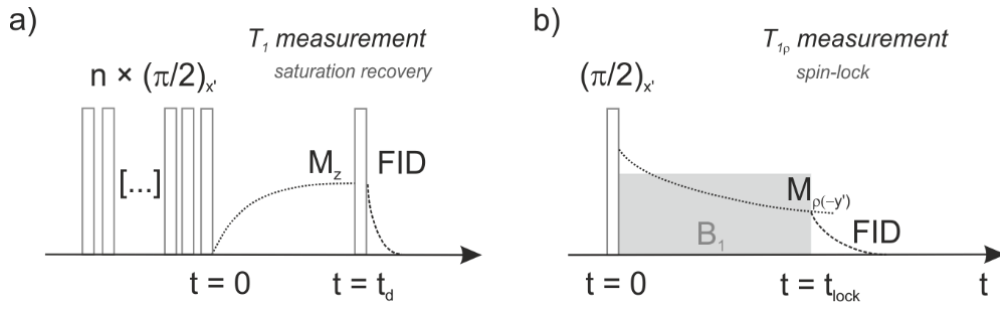 a)
T₁ measurement
saturation recovery
n × (π/2)x'
[...]
Mz
FID
t = 0
t = td
b)
T1ρ measurement
spin-lock
(π/2)x'
Mρ(−y')
B₁
FID
t = 0
t = tlock
t